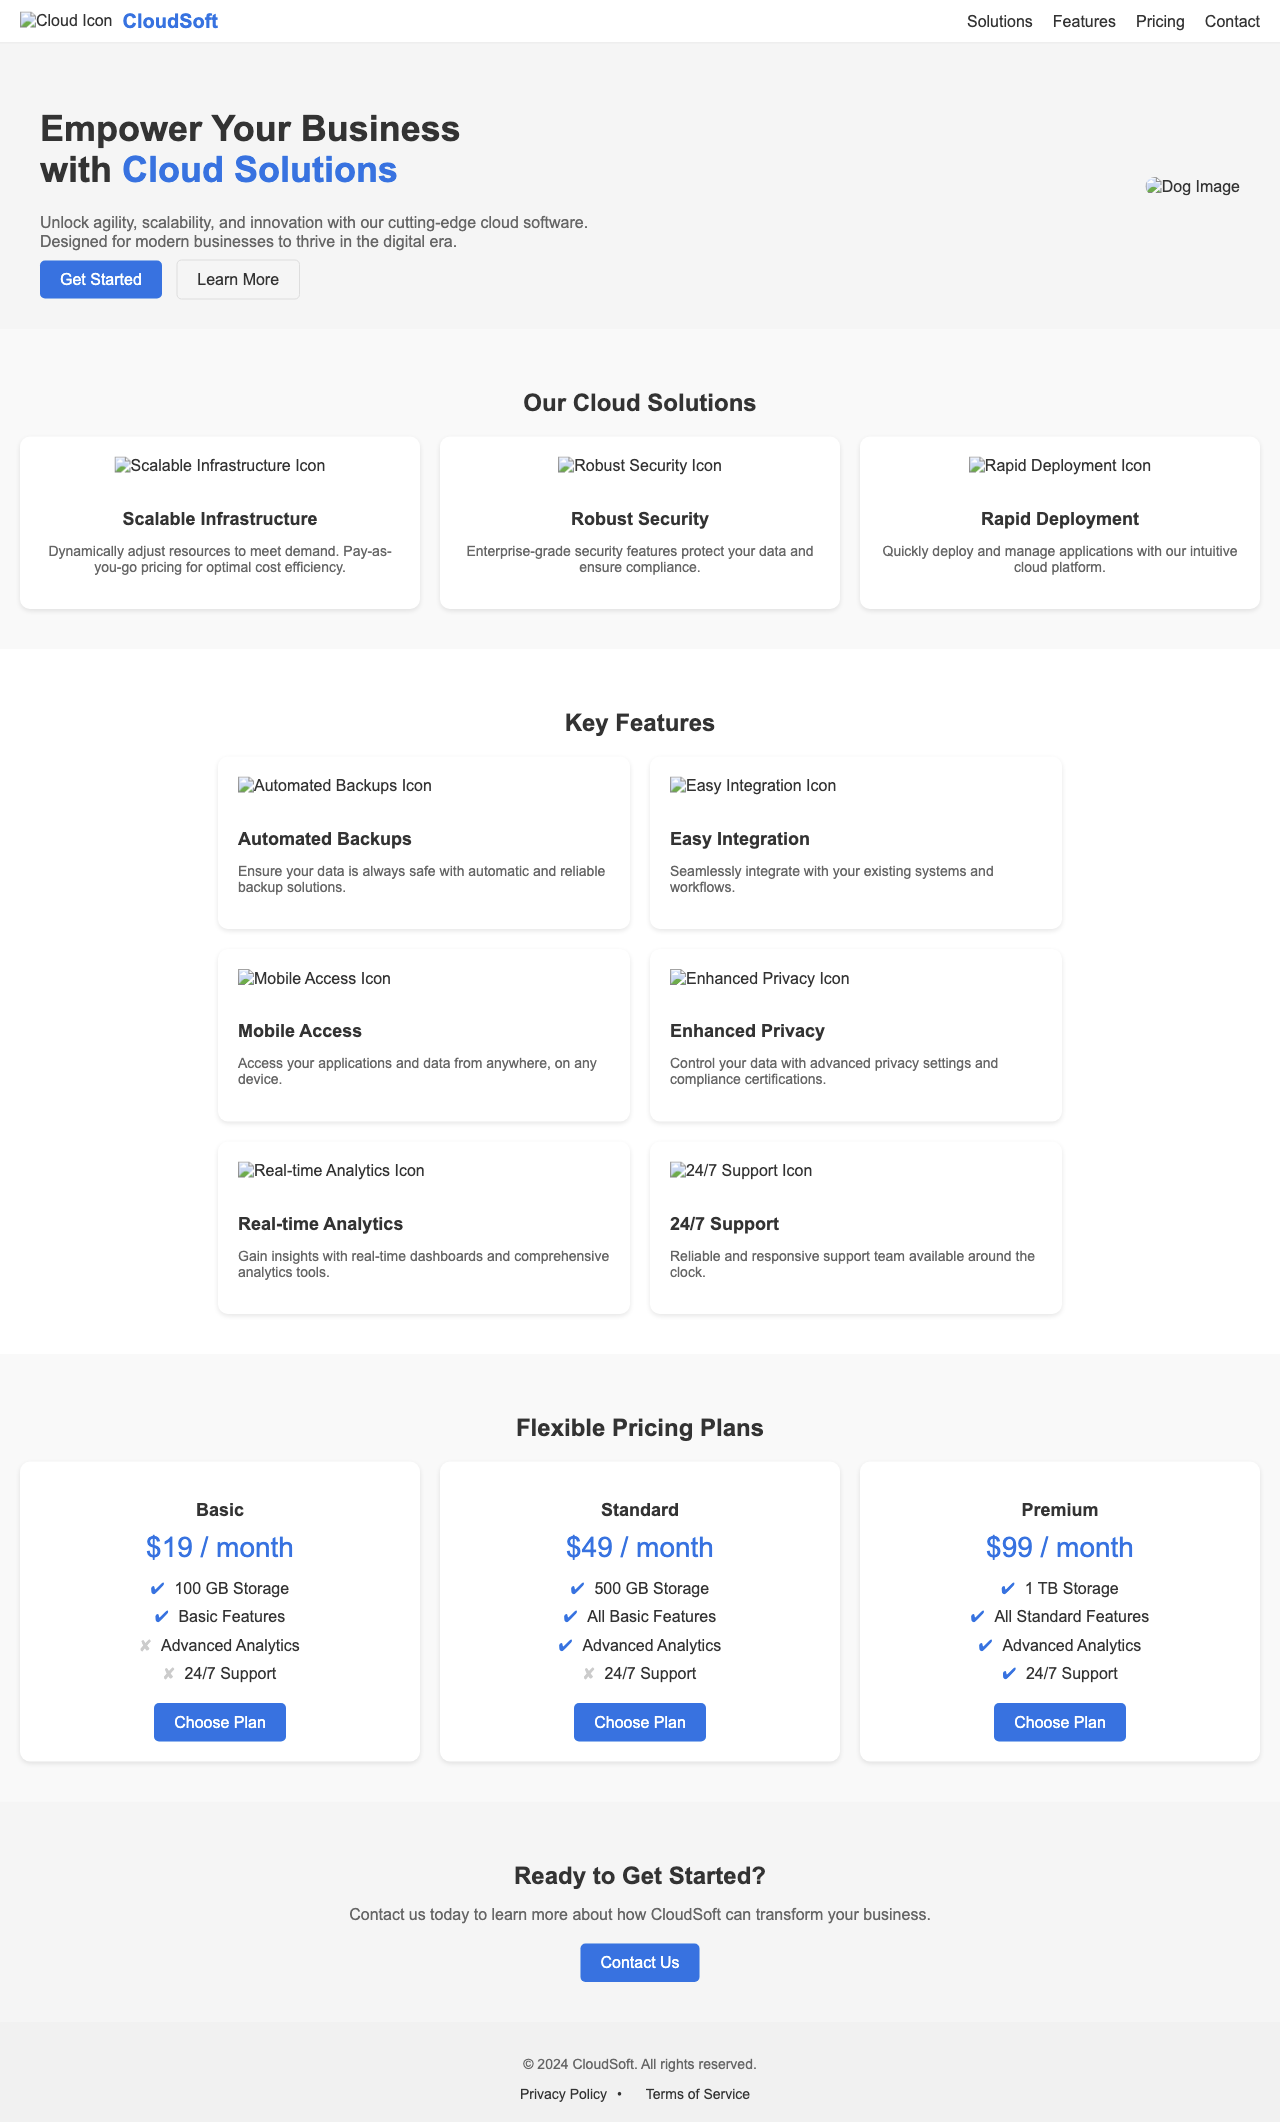 Cloud Icon CloudSoft Solutions Features Pricing Contact
Empower Your Business
with Cloud Solutions
Dog Image
Unlock agility, scalability, and innovation with our cutting-edge cloud software.
Designed for modern businesses to thrive in the digital era.
Get Started Learn More
Our Cloud Solutions
Scalable Infrastructure Icon
Scalable Infrastructure
Dynamically adjust resources to meet demand. Pay-as-
you-go pricing for optimal cost efficiency.
Robust Security Icon
Robust Security
Enterprise-grade security features protect your data and
ensure compliance.
Rapid Deployment Icon
Rapid Deployment
Quickly deploy and manage applications with our intuitive
cloud platform.
Key Features
Automated Backups Icon
Automated Backups
Ensure your data is always safe with automatic and reliable
backup solutions.
Easy Integration Icon
Easy Integration
Seamlessly integrate with your existing systems and
workflows.
Mobile Access Icon
Mobile Access
Access your applications and data from anywhere, on any
device.
Enhanced Privacy Icon
Enhanced Privacy
Control your data with advanced privacy settings and
compliance certifications.
Real-time Analytics Icon
Real-time Analytics
Gain insights with real-time dashboards and comprehensive
analytics tools.
24/7 Support Icon
24/7 Support
Reliable and responsive support team available around the
clock.
Flexible Pricing Plans
Basic
$19 / month
✔ 100 GB Storage
✔ Basic Features
✘ Advanced Analytics
✘ 24/7 Support
Choose Plan
Standard
$49 / month
✔ 500 GB Storage
✔ All Basic Features
✔ Advanced Analytics
✘ 24/7 Support
Choose Plan
Premium
$99 / month
✔ 1 TB Storage
✔ All Standard Features
✔ Advanced Analytics
✔ 24/7 Support
Choose Plan
Ready to Get Started?
Contact us today to learn more about how CloudSoft can transform your business.
Contact Us
© 2024 CloudSoft. All rights reserved.
Privacy Policy • Terms of Service